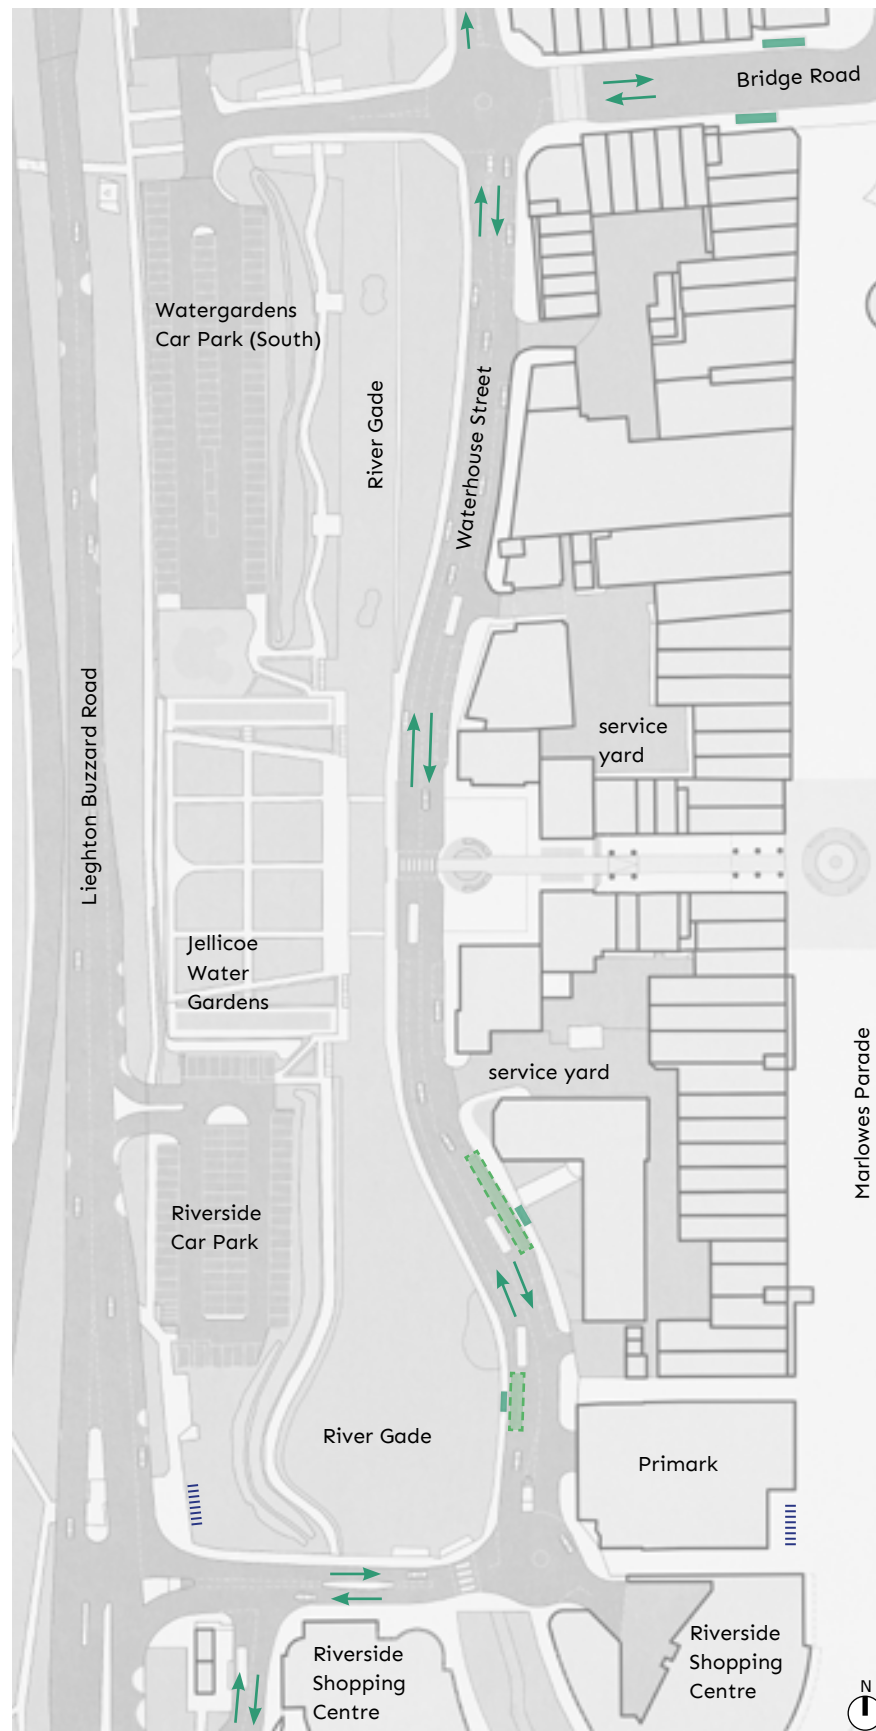 Bridge Road
Watergardens
Car Park (South)
River Gade
Waterhouse Street
Lieghton Buzzard Road
service
yard
Jellicoe
Water
Gardens
service yard
Marlowes Parade
Riverside
Car Park
River Gade
Primark
Riverside
Shopping
Centre
Riverside
Shopping
Centre
N